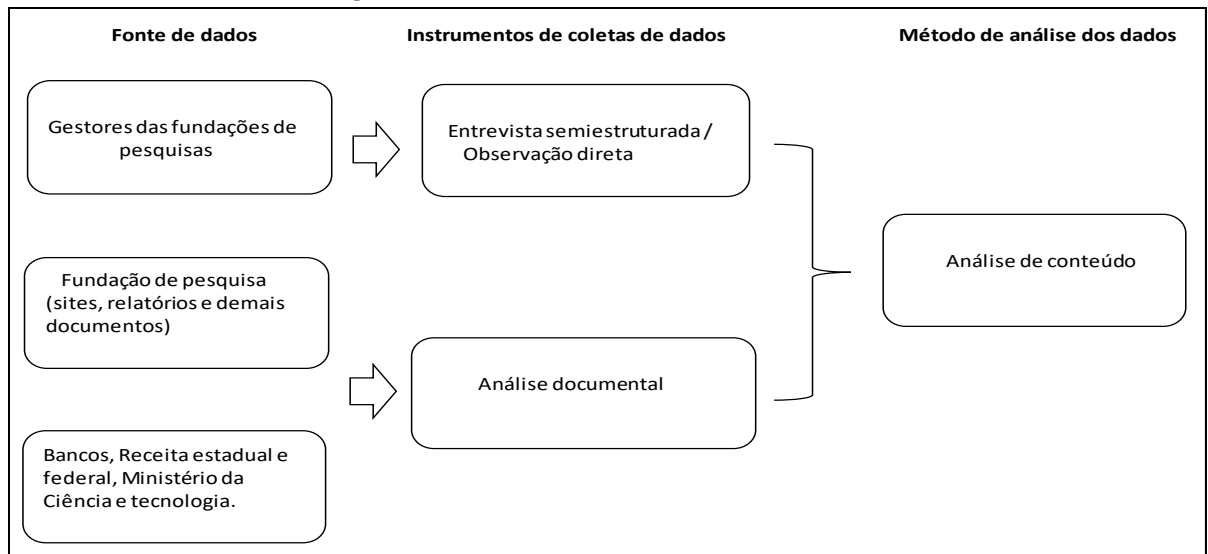 Fonte de dados
Instrumentos de coletas de dados
Método de análise dos dados
Gestores das fundações de
pesquisas
Entrevista semiestruturada /
Observação direta
Fundação de pesquisa
(sites, relatórios e demais
documentos)
Análise de conteúdo
Análise documental
Bancos, Receita estadual e
federal, Ministério da
Ciência e tecnologia.